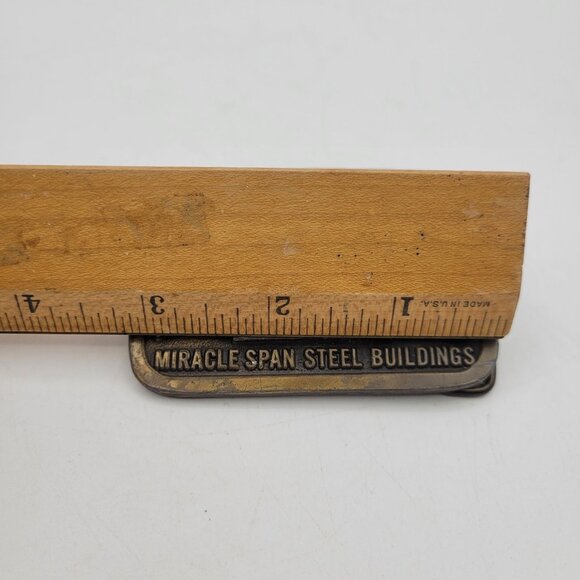 4 3 2 1 MADE IN U.S.A.
MIRACLE SPAN STEEL BUILDINGS